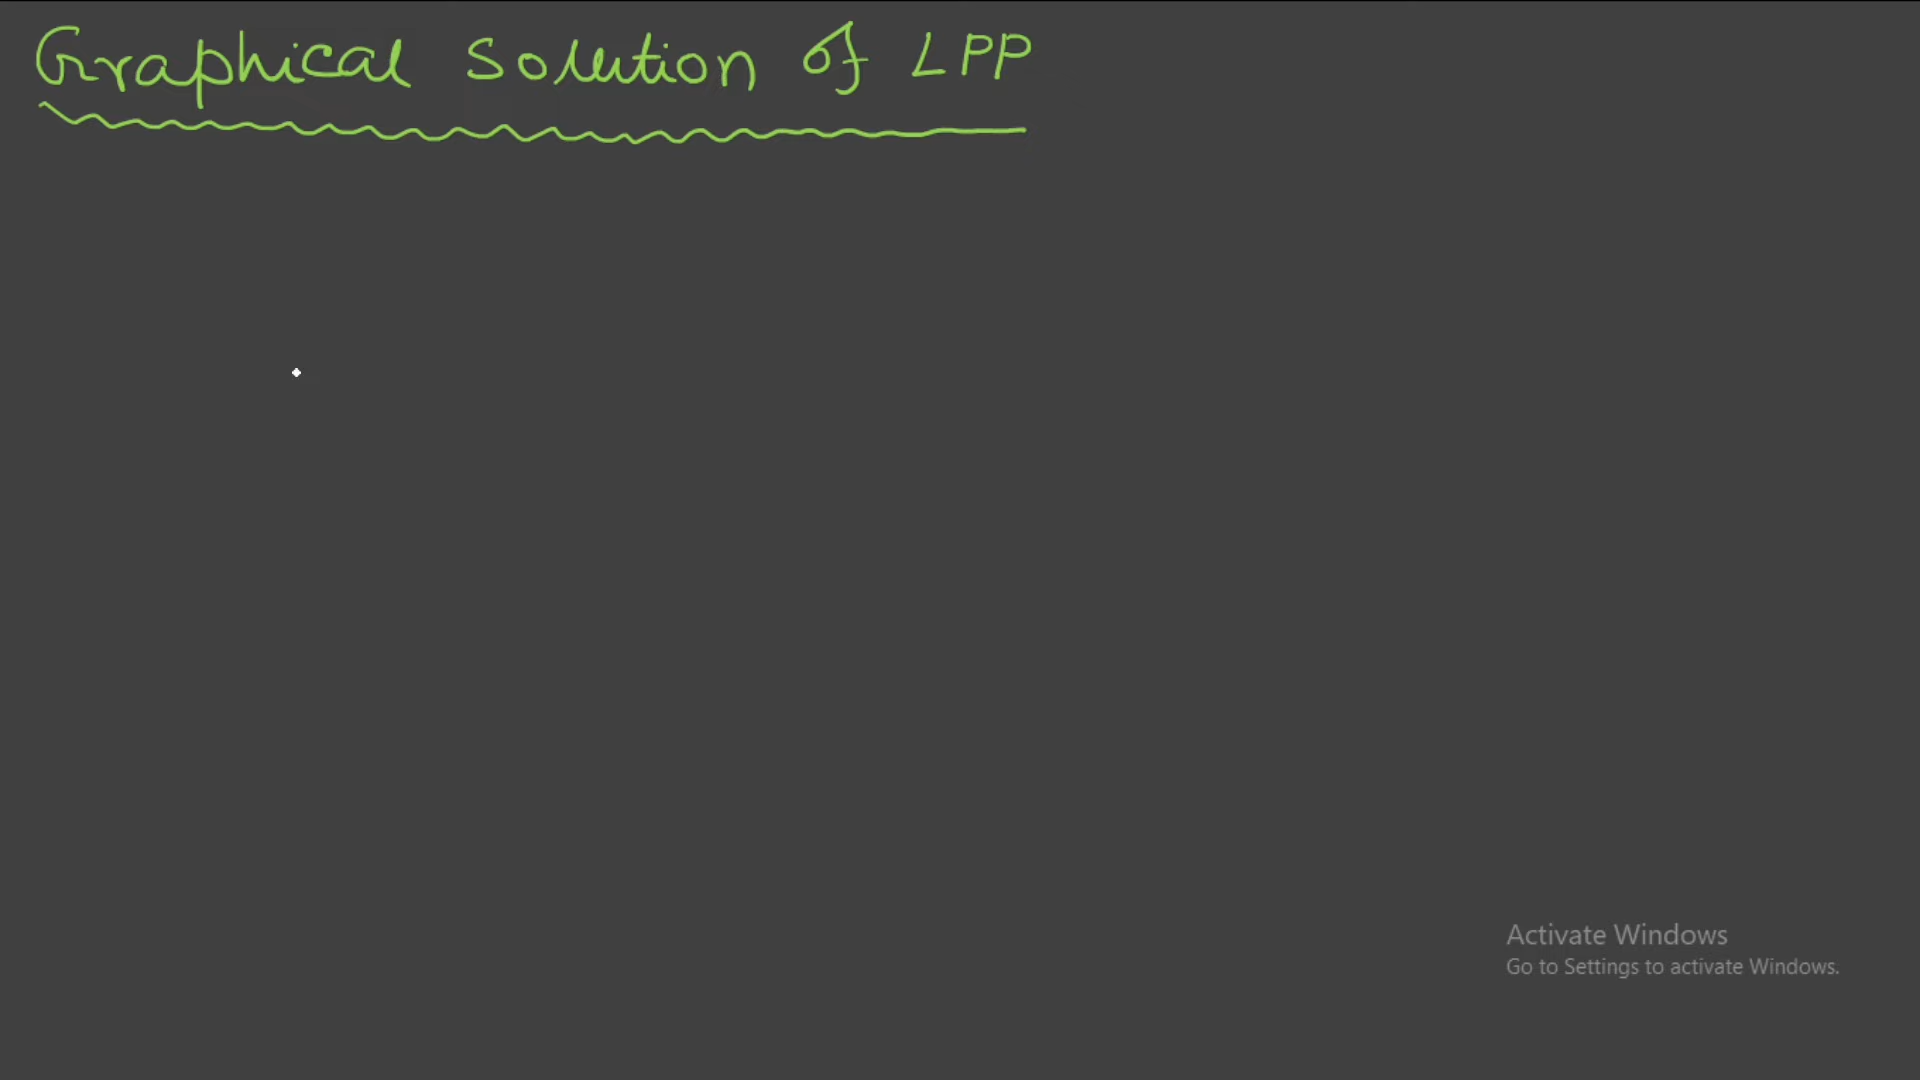 Graphical Solution of LPP
Activate Windows
Go to Settings to activate Windows.